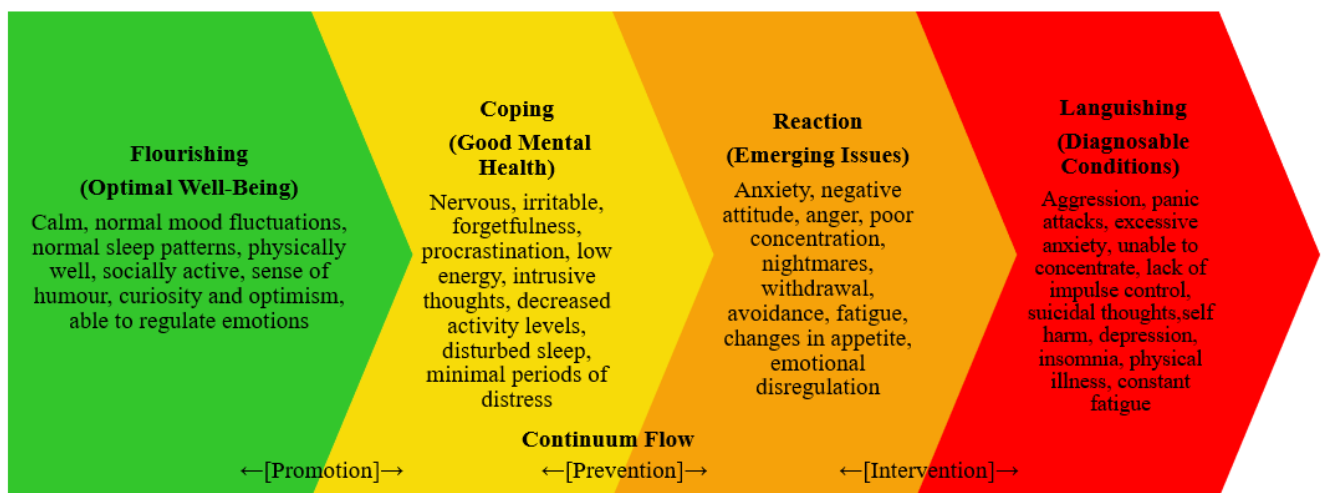 Flourishing
(Optimal Well-Being)
Calm, normal mood fluctuations,
normal sleep patterns, physically
well, socially active, sense of
humour, curiosity and optimism,
able to regulate emotions
Coping
(Good Mental
Health)
Nervous, irritable,
forgetfulness,
procrastination, low
energy, intrusive
thoughts, decreased
activity levels,
disturbed sleep,
minimal periods of
distress
Reaction
(Emerging Issues)
Anxiety, negative
attitude, anger, poor
concentration,
nightmares,
withdrawal,
avoidance, fatigue,
changes in appetite,
emotional
disregulation
Languishing
(Diagnosable
Conditions)
Aggression, panic
attacks, excessive
anxiety, unable to
concentrate, lack of
impulse control,
suicidal thoughts,self
harm, depression,
insomnia, physical
illness, constant
fatigue
Continuum Flow
←[Promotion]→
←[Prevention]→
←[Intervention]→